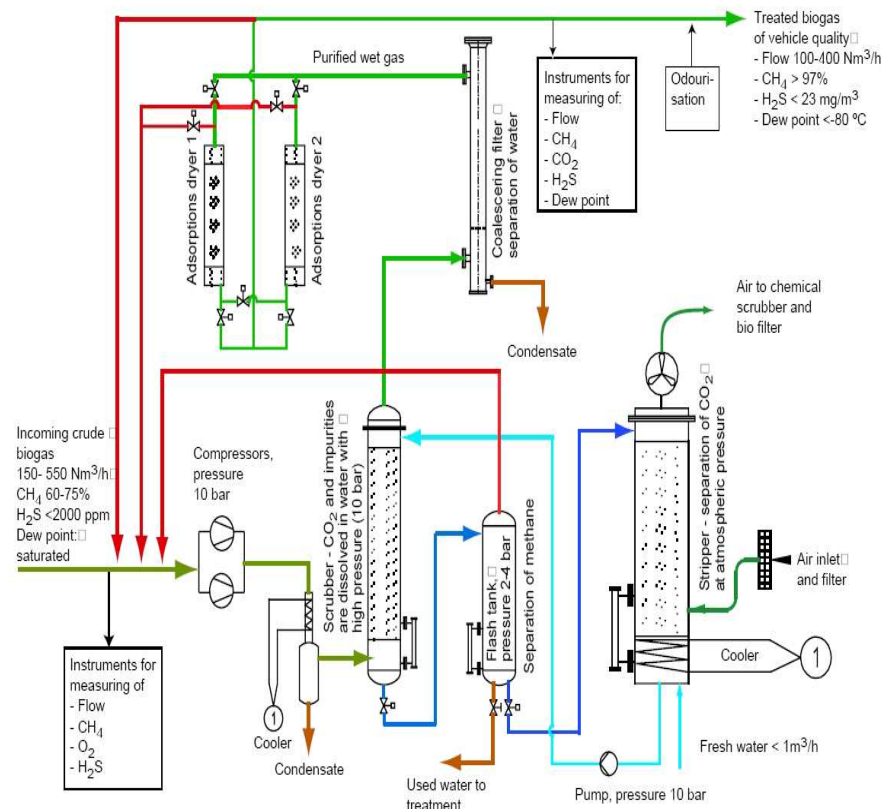 Treated biogas
of vehicle quality
- Flow 100-400 Nm³/h
- CH₄ > 97%
- H₂S < 23 mg/m³
- Dew point <-80 ºC
Purified wet gas
Instruments for
measuring of:
- Flow
- CH₄
- CO₂
- H₂S
- Dew point
Odouri-
sation
Adsorptions dryer 1
Adsorptions dryer 2
Coalescering filter
separation of water
Condensate
Air to chemical
scrubber and
bio filter
Incoming crude
biogas
150- 550 Nm³/h
CH₄ 60-75%
H₂S <2000 ppm
Dew point:
saturated
Compressors,
pressure
10 bar
Scrubber - CO₂ and impurities
are dissolved in water with
high pressure (10 bar)
Flash tank,
pressure 2-4 bar
Separation of methane
Stripper - separation of CO₂
at atmospheric pressure
Air inlet
and filter
Instruments for
measuring of
- Flow
- CH₄
- O₂
- H₂S
1
Cooler
Condensate
Cooler
1
Used water to
treatment
Pump, pressure 10 bar
Fresh water < 1m³/h